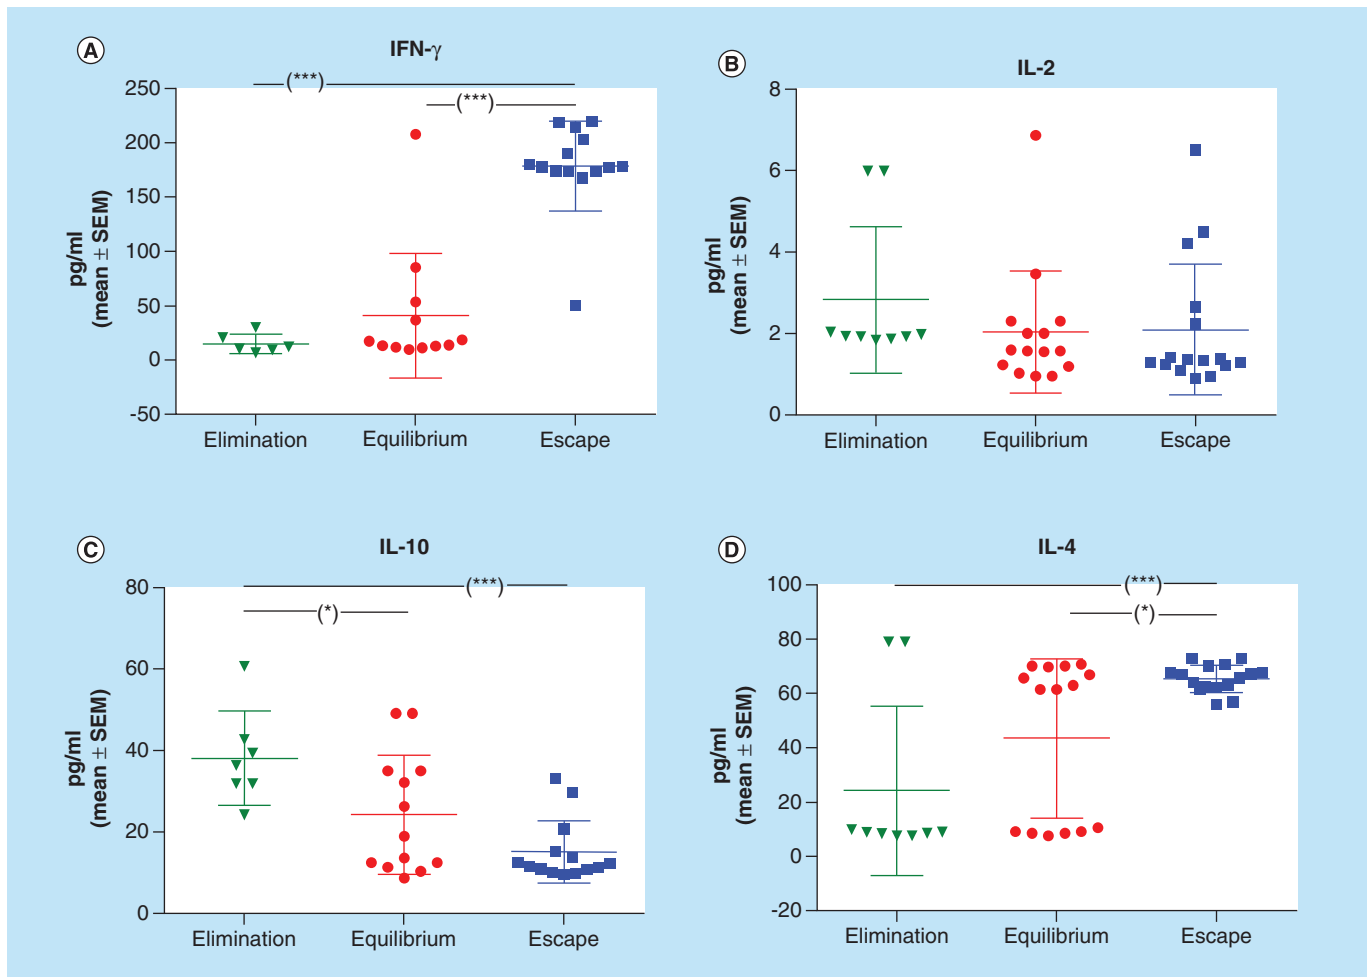 A
IFN-γ
(***)
(***)
250
200
150
100
50
0
-50
pg/ml
(mean ± SEM)
Elimination
Equilibrium
Escape
B
IL-2
8
6
4
2
0
pg/ml
(mean ± SEM)
Elimination
Equilibrium
Escape
C
IL-10
(***)
(*)
80
60
40
20
0
pg/ml
(mean ± SEM)
Elimination
Equilibrium
Escape
D
IL-4
(***)
(*)
100
80
60
40
20
0
-20
pg/ml
(mean ± SEM)
Elimination
Equilibrium
Escape